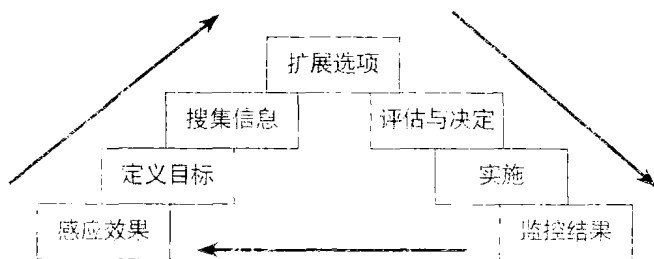 扩展选项
搜集信息
评估与决定
定义目标
实施
感应效果
监控结果